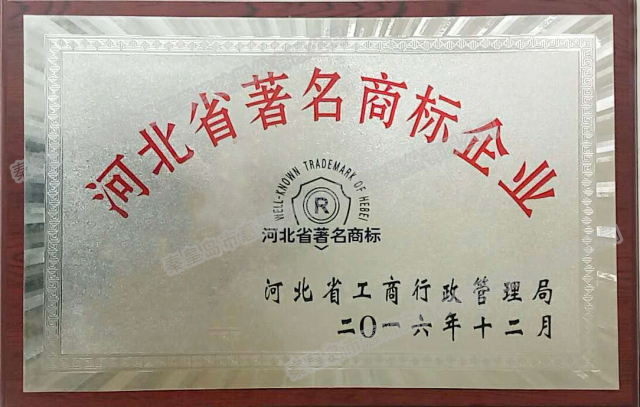 河北省著名商标企业
WELL-KNOWN TRADEMARK OF HEBEI
R
河北省著名商标
河北省工商行政管理局
二〇一六年十二月